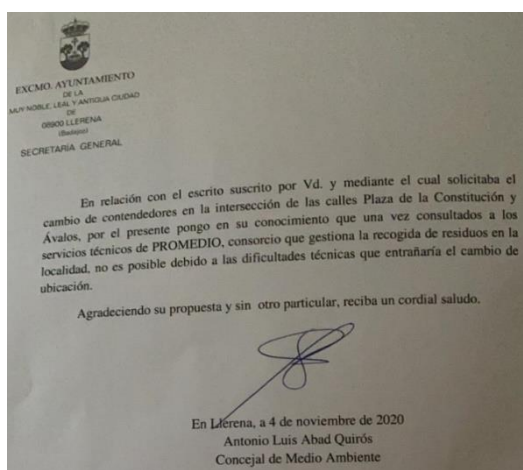 EXCMO. AYUNTAMIENTO
DE LA
MUY NOBLE, LEAL Y ANTIGUA CIUDAD
DE
08900 LLERENA
(Badajoz)
SECRETARÍA GENERAL
En relación con el escrito suscrito por Vd. y mediante el cual solicitaba el
cambio de contendedores en la intersección de las calles Plaza de la Constitución y
Ávalos, por el presente pongo en su conocimiento que una vez consultados a los
servicios técnicos de PROMEDIO, consorcio que gestiona la recogida de residuos en la
localidad, no es posible debido a las dificultades técnicas que entrañaría el cambio de
ubicación.
Agradeciendo su propuesta y sin otro particular, reciba un cordial saludo.
En Llerena, a 4 de noviembre de 2020
Antonio Luis Abad Quirós
Concejal de Medio Ambiente